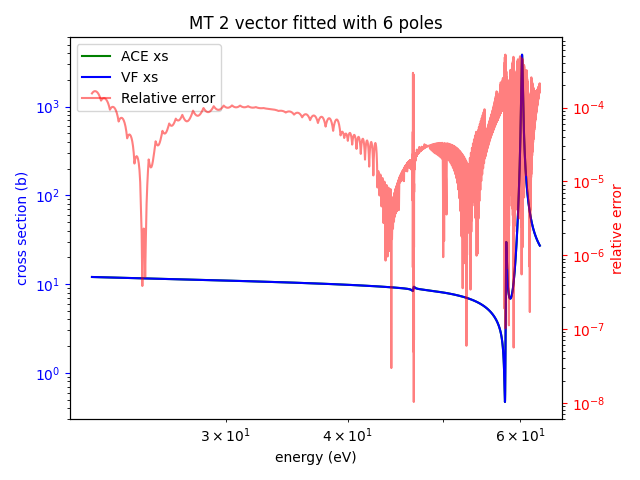 MT 2 vector fitted with 6 poles
ACE xs
VF xs
Relative error
10³
10²
10¹
10⁰
cross section (b)
10⁻⁴
10⁻⁵
10⁻⁶
10⁻⁷
10⁻⁸
relative error
3 × 10¹ 4 × 10¹ 6 × 10¹
energy (eV)